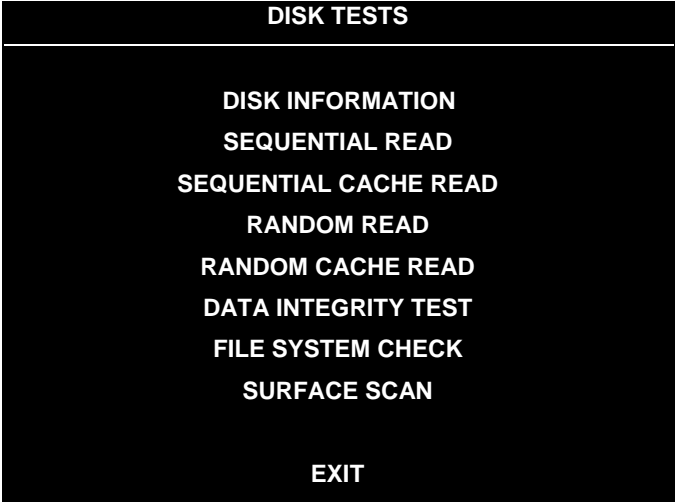 DISK TESTS
DISK INFORMATION
SEQUENTIAL READ
SEQUENTIAL CACHE READ
RANDOM READ
RANDOM CACHE READ
DATA INTEGRITY TEST
FILE SYSTEM CHECK
SURFACE SCAN
EXIT